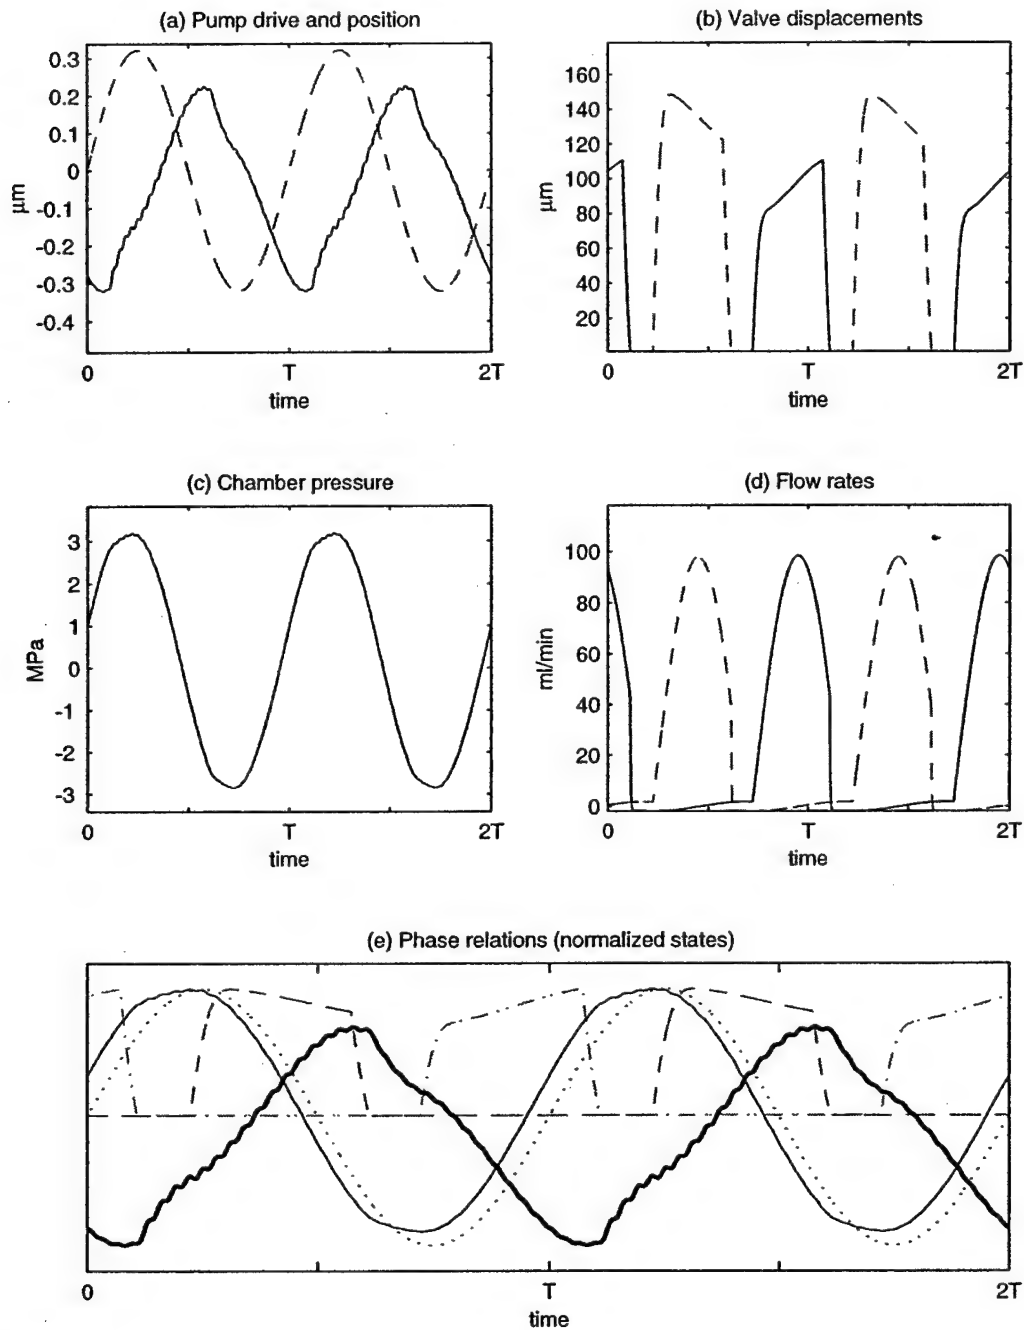 (a) Pump drive and position
0.3
0.2
0.1
0
-0.1
-0.2
-0.3
-0.4
μm
0 T 2T
time
(b) Valve displacements
160
140
120
100
80
60
40
20
μm
0 T 2T
time
(c) Chamber pressure
3
2
1
0
-1
-2
-3
MPa
0 T 2T
time
(d) Flow rates
100
80
60
40
20
0
ml/min
0 T 2T
time
(e) Phase relations (normalized states)
0 T 2T
time